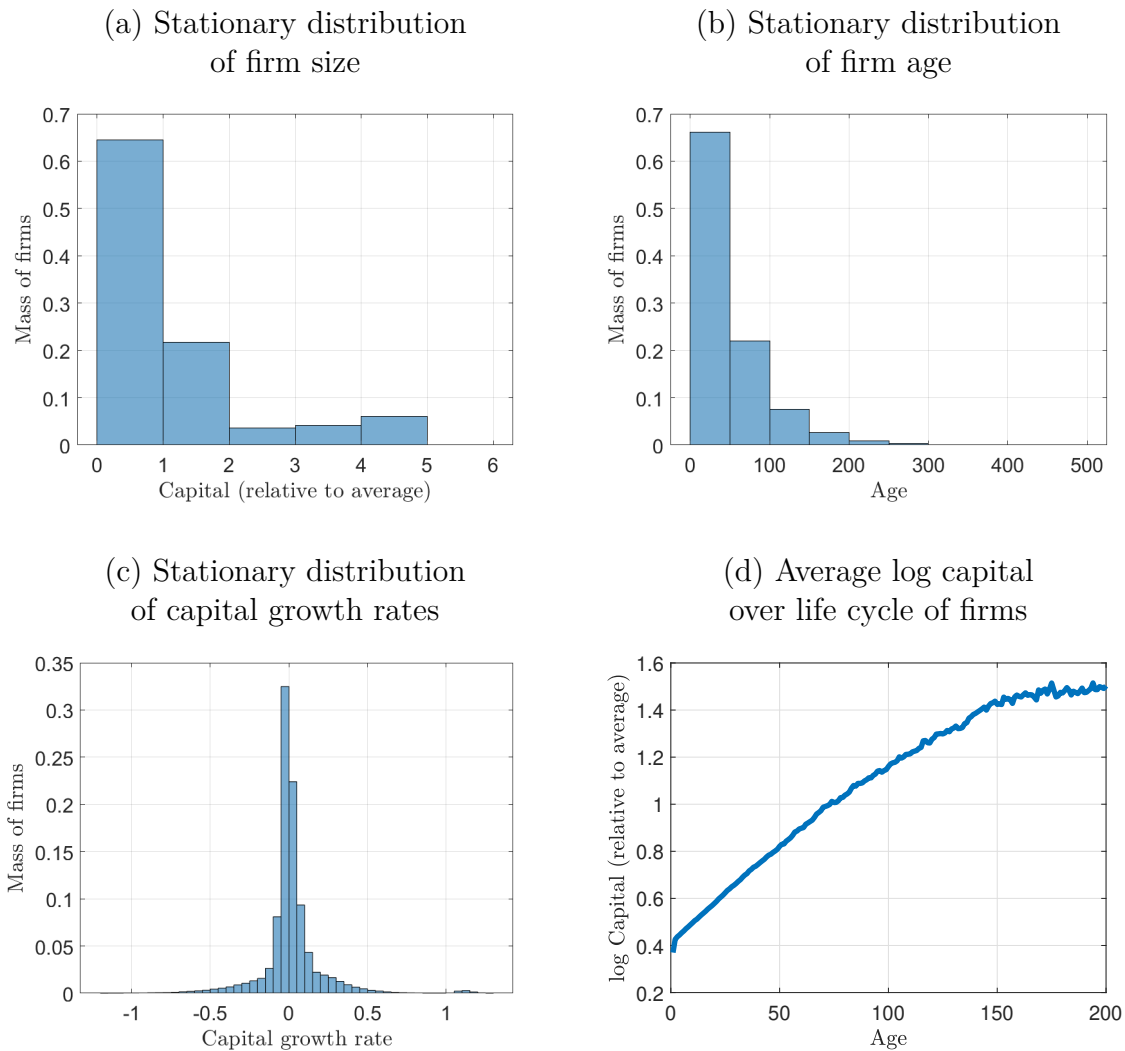 (a) Stationary distribution
of firm size
0.7
0.6
0.5
0.4
0.3
0.2
0.1
0
Mass of firms
0 1 2 3 4 5 6
Capital (relative to average)
(b) Stationary distribution
of firm age
0.7
0.6
0.5
0.4
0.3
0.2
0.1
0
Mass of firms
0 100 200 300 400 500
Age
(c) Stationary distribution
of capital growth rates
0.35
0.3
0.25
0.2
0.15
0.1
0.05
0
Mass of firms
-1 -0.5 0 0.5 1
Capital growth rate
(d) Average log capital
over life cycle of firms
1.6
1.4
1.2
1
0.8
0.6
0.4
0.2
log Capital (relative to average)
0 50 100 150 200
Age